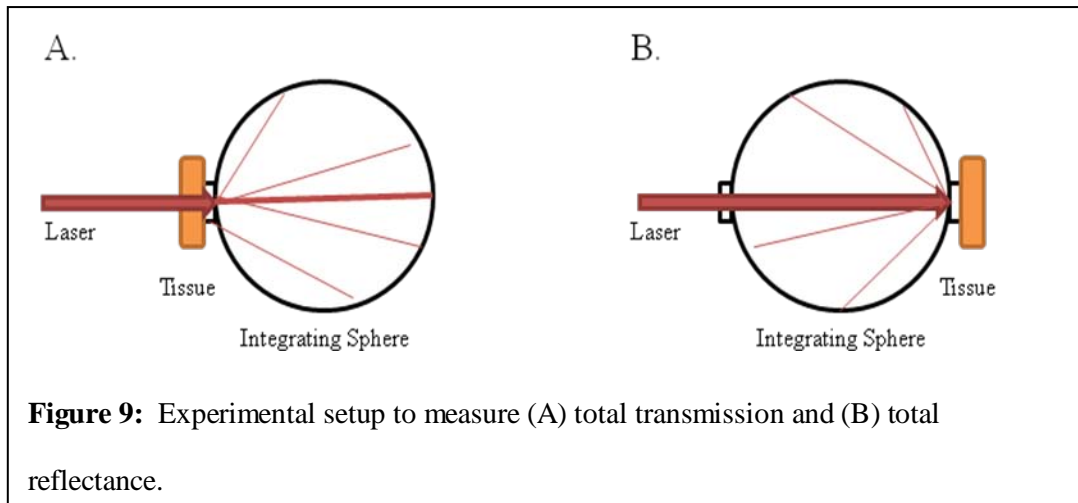 A.
B.
Laser
Tissue
Integrating Sphere
Laser
Tissue
Integrating Sphere
Figure 9: Experimental setup to measure (A) total transmission and (B) total
reflectance.